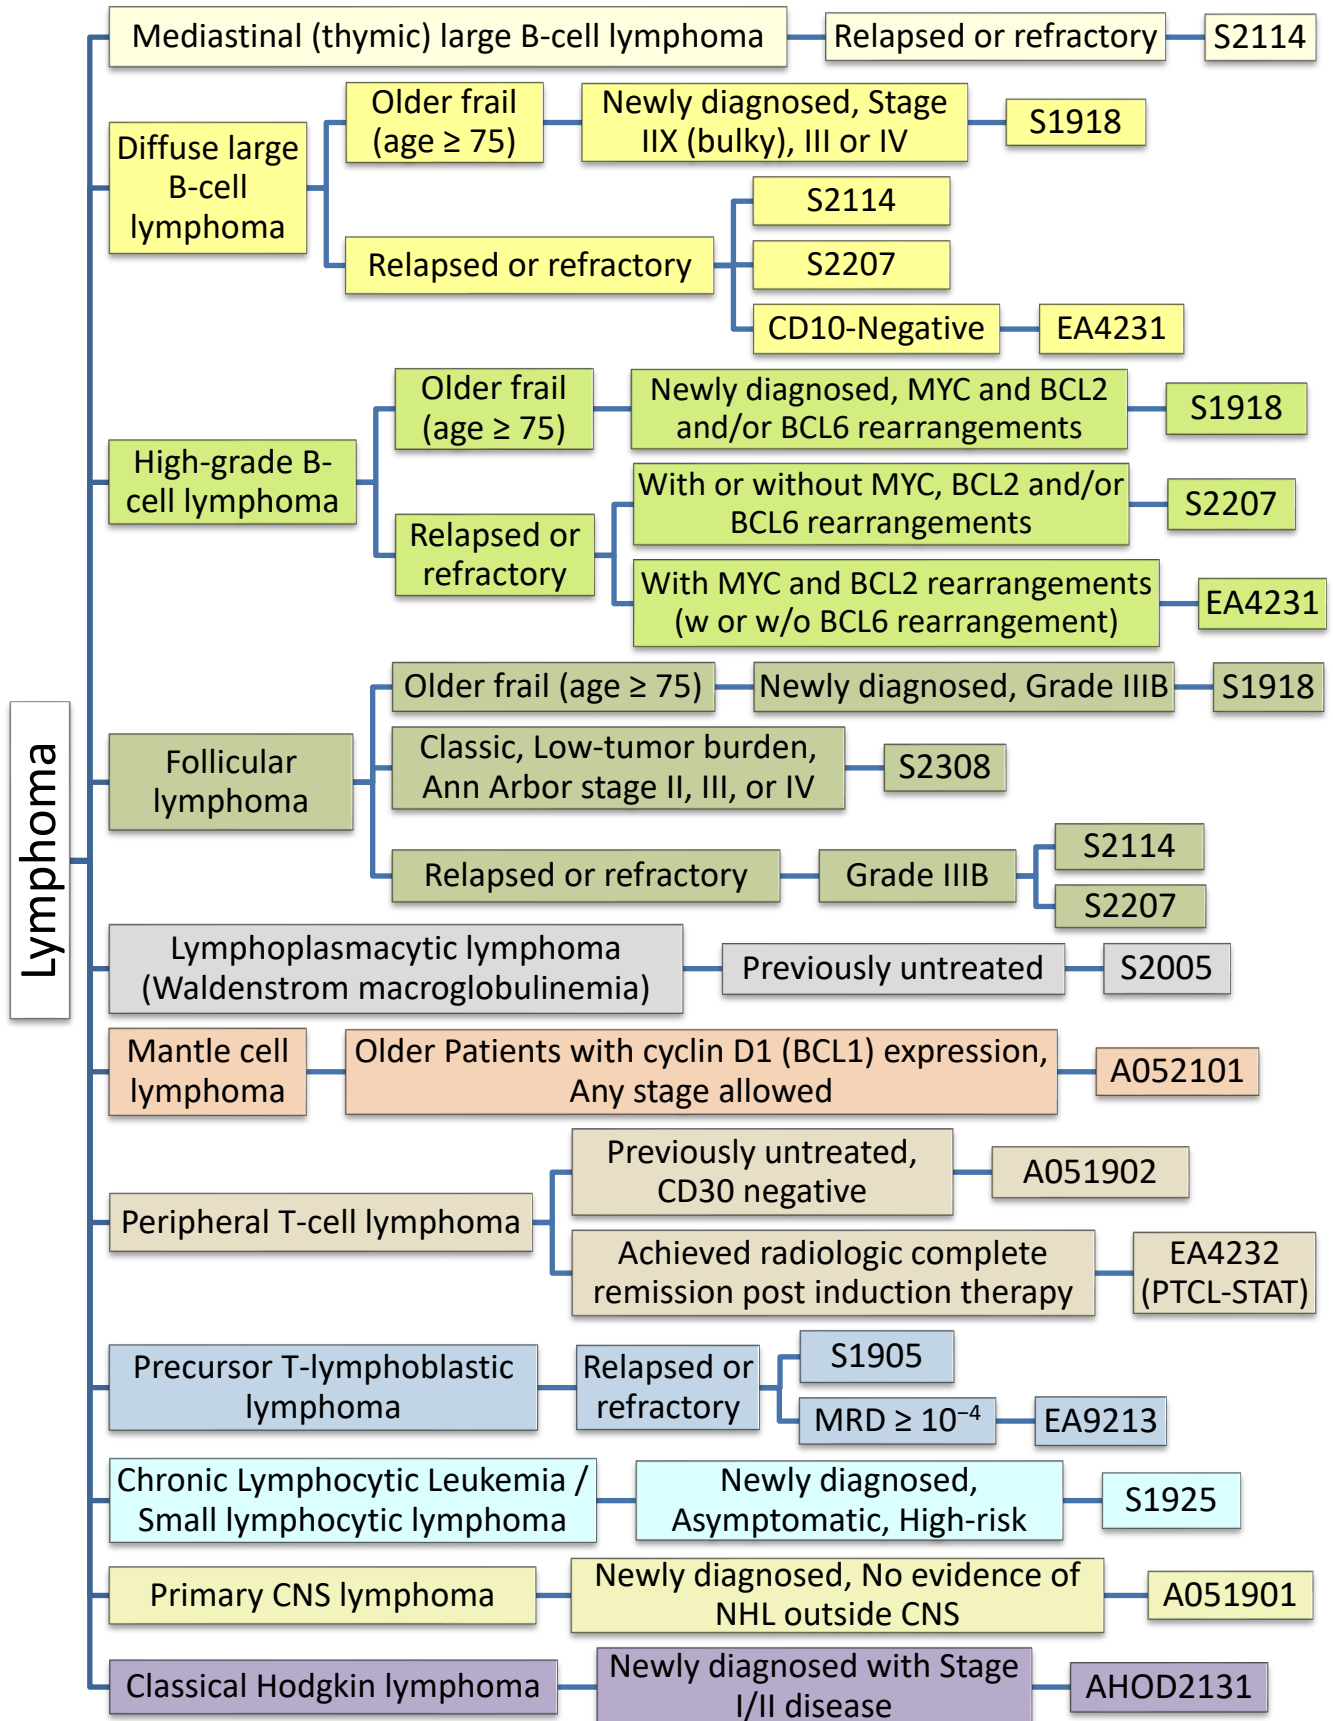 Lymphoma
Mediastinal (thymic) large B-cell lymphoma
Relapsed or refractory
S2114
Diffuse large
B-cell
lymphoma
Older frail
(age ≥ 75)
Newly diagnosed, Stage
IIX (bulky), III or IV
S1918
Relapsed or refractory
S2114
S2207
CD10-Negative
EA4231
High-grade B-
cell lymphoma
Older frail
(age ≥ 75)
Newly diagnosed, MYC and BCL2
and/or BCL6 rearrangements
S1918
Relapsed or
refractory
With or without MYC, BCL2 and/or
BCL6 rearrangements
S2207
With MYC and BCL2 rearrangements
(w or w/o BCL6 rearrangement)
EA4231
Follicular
lymphoma
Older frail (age ≥ 75)
Newly diagnosed, Grade IIIB
S1918
Classic, Low-tumor burden,
Ann Arbor stage II, III, or IV
S2308
Relapsed or refractory
Grade IIIB
S2114
S2207
Lymphoplasmacytic lymphoma
(Waldenstrom macroglobulinemia)
Previously untreated
S2005
Mantle cell
lymphoma
Older Patients with cyclin D1 (BCL1) expression,
Any stage allowed
A052101
Peripheral T-cell lymphoma
Previously untreated,
CD30 negative
A051902
Achieved radiologic complete
remission post induction therapy
EA4232
(PTCL-STAT)
Precursor T-lymphoblastic
lymphoma
Relapsed or
refractory
S1905
MRD ≥ 10⁻⁴
EA9213
Chronic Lymphocytic Leukemia /
Small lymphocytic lymphoma
Newly diagnosed,
Asymptomatic, High-risk
S1925
Primary CNS lymphoma
Newly diagnosed, No evidence of
NHL outside CNS
A051901
Classical Hodgkin lymphoma
Newly diagnosed with Stage
I/II disease
AHOD2131